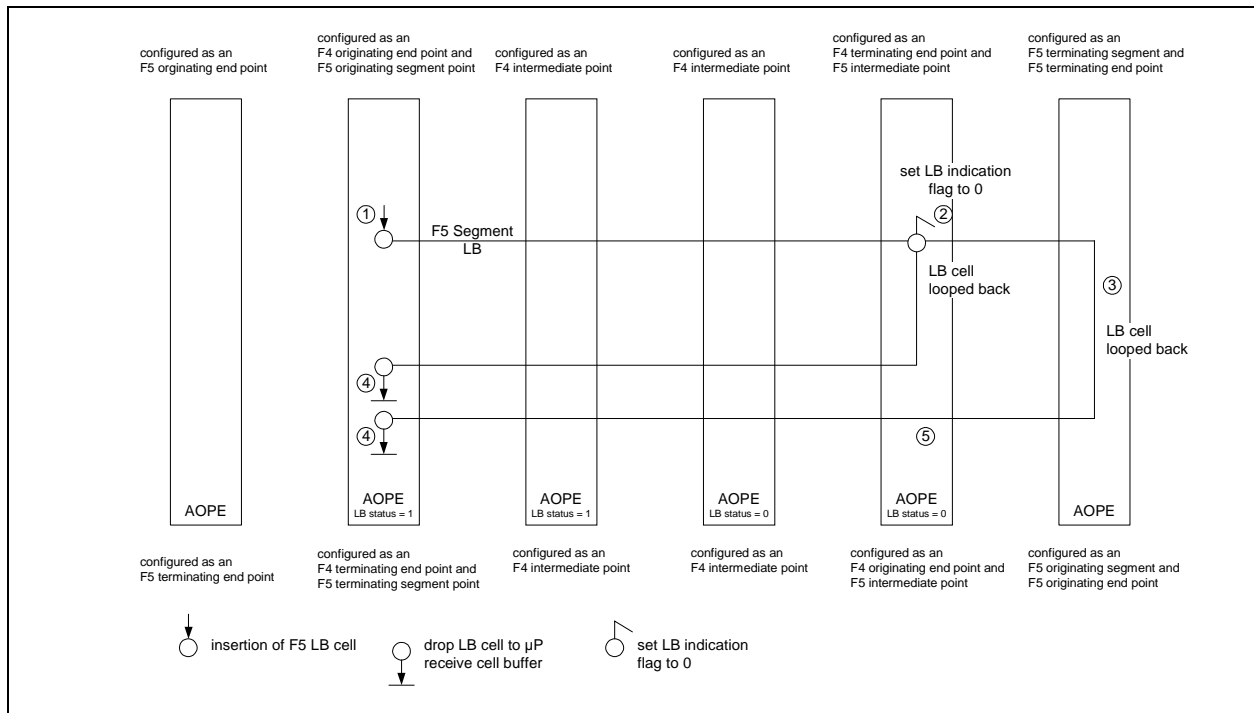 configured as an
F5 orginating end point
configured as an
F4 originating end point and
F5 originating segment point
configured as an
F4 intermediate point
configured as an
F4 intermediate point
configured as an
F4 terminating end point and
F5 intermediate point
configured as an
F5 terminating segment and
F5 terminating end point
set LB indication
flag to 0
1
F5 Segment
LB
2
LB cell
looped back
3
LB cell
looped back
4
4
5
AOPE
AOPE
LB status = 1
AOPE
LB status = 1
AOPE
LB status = 0
AOPE
LB status = 0
AOPE
configured as an
F5 terminating end point
configured as an
F4 terminating end point and
F5 terminating segment point
configured as an
F4 intermediate point
configured as an
F4 intermediate point
configured as an
F4 originating end point and
F5 intermediate point
configured as an
F5 originating segment and
F5 originating end point
insertion of F5 LB cell
drop LB cell to µP
receive cell buffer
set LB indication
flag to 0